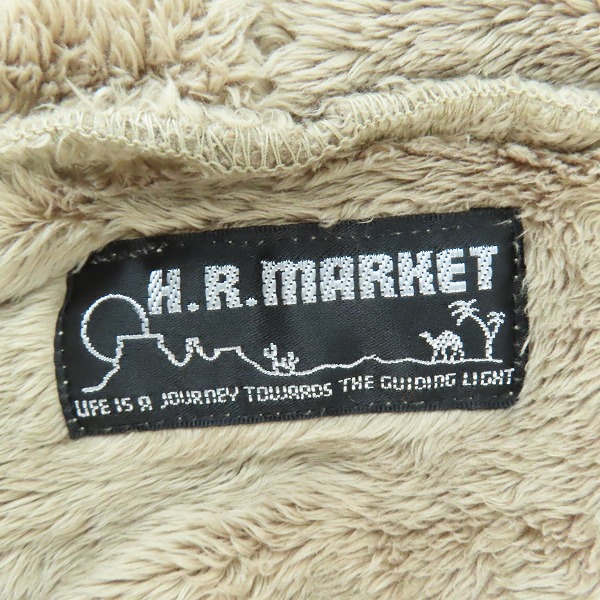 H.R.MARKET
LIFE IS A JOURNEY TOWARDS THE GUIDING LIGHT